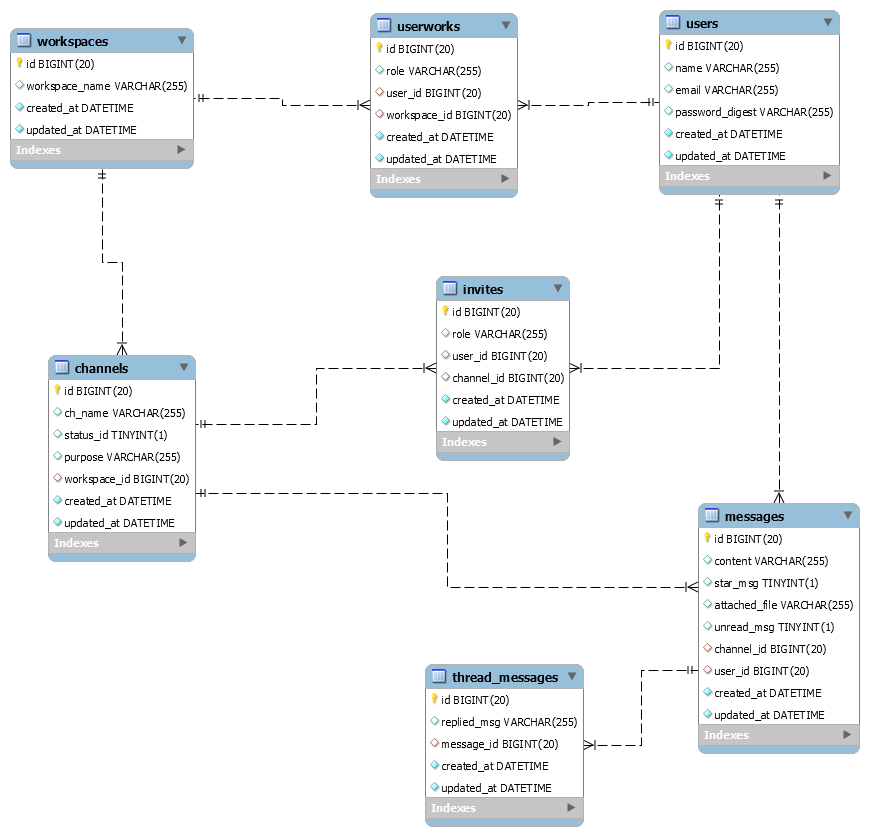 workspaces
id BIGINT(20)
workspace_name VARCHAR(255)
created_at DATETIME
updated_at DATETIME
Indexes
userworks
id BIGINT(20)
role VARCHAR(255)
user_id BIGINT(20)
workspace_id BIGINT(20)
created_at DATETIME
updated_at DATETIME
Indexes
users
id BIGINT(20)
name VARCHAR(255)
email VARCHAR(255)
password_digest VARCHAR(255)
created_at DATETIME
updated_at DATETIME
Indexes
invites
id BIGINT(20)
role VARCHAR(255)
user_id BIGINT(20)
channel_id BIGINT(20)
created_at DATETIME
updated_at DATETIME
Indexes
channels
id BIGINT(20)
ch_name VARCHAR(255)
status_id TINYINT(1)
purpose VARCHAR(255)
workspace_id BIGINT(20)
created_at DATETIME
updated_at DATETIME
Indexes
messages
id BIGINT(20)
content VARCHAR(255)
star_msg TINYINT(1)
attached_file VARCHAR(255)
unread_msg TINYINT(1)
channel_id BIGINT(20)
user_id BIGINT(20)
created_at DATETIME
updated_at DATETIME
Indexes
thread_messages
id BIGINT(20)
replied_msg VARCHAR(255)
message_id BIGINT(20)
created_at DATETIME
updated_at DATETIME
Indexes